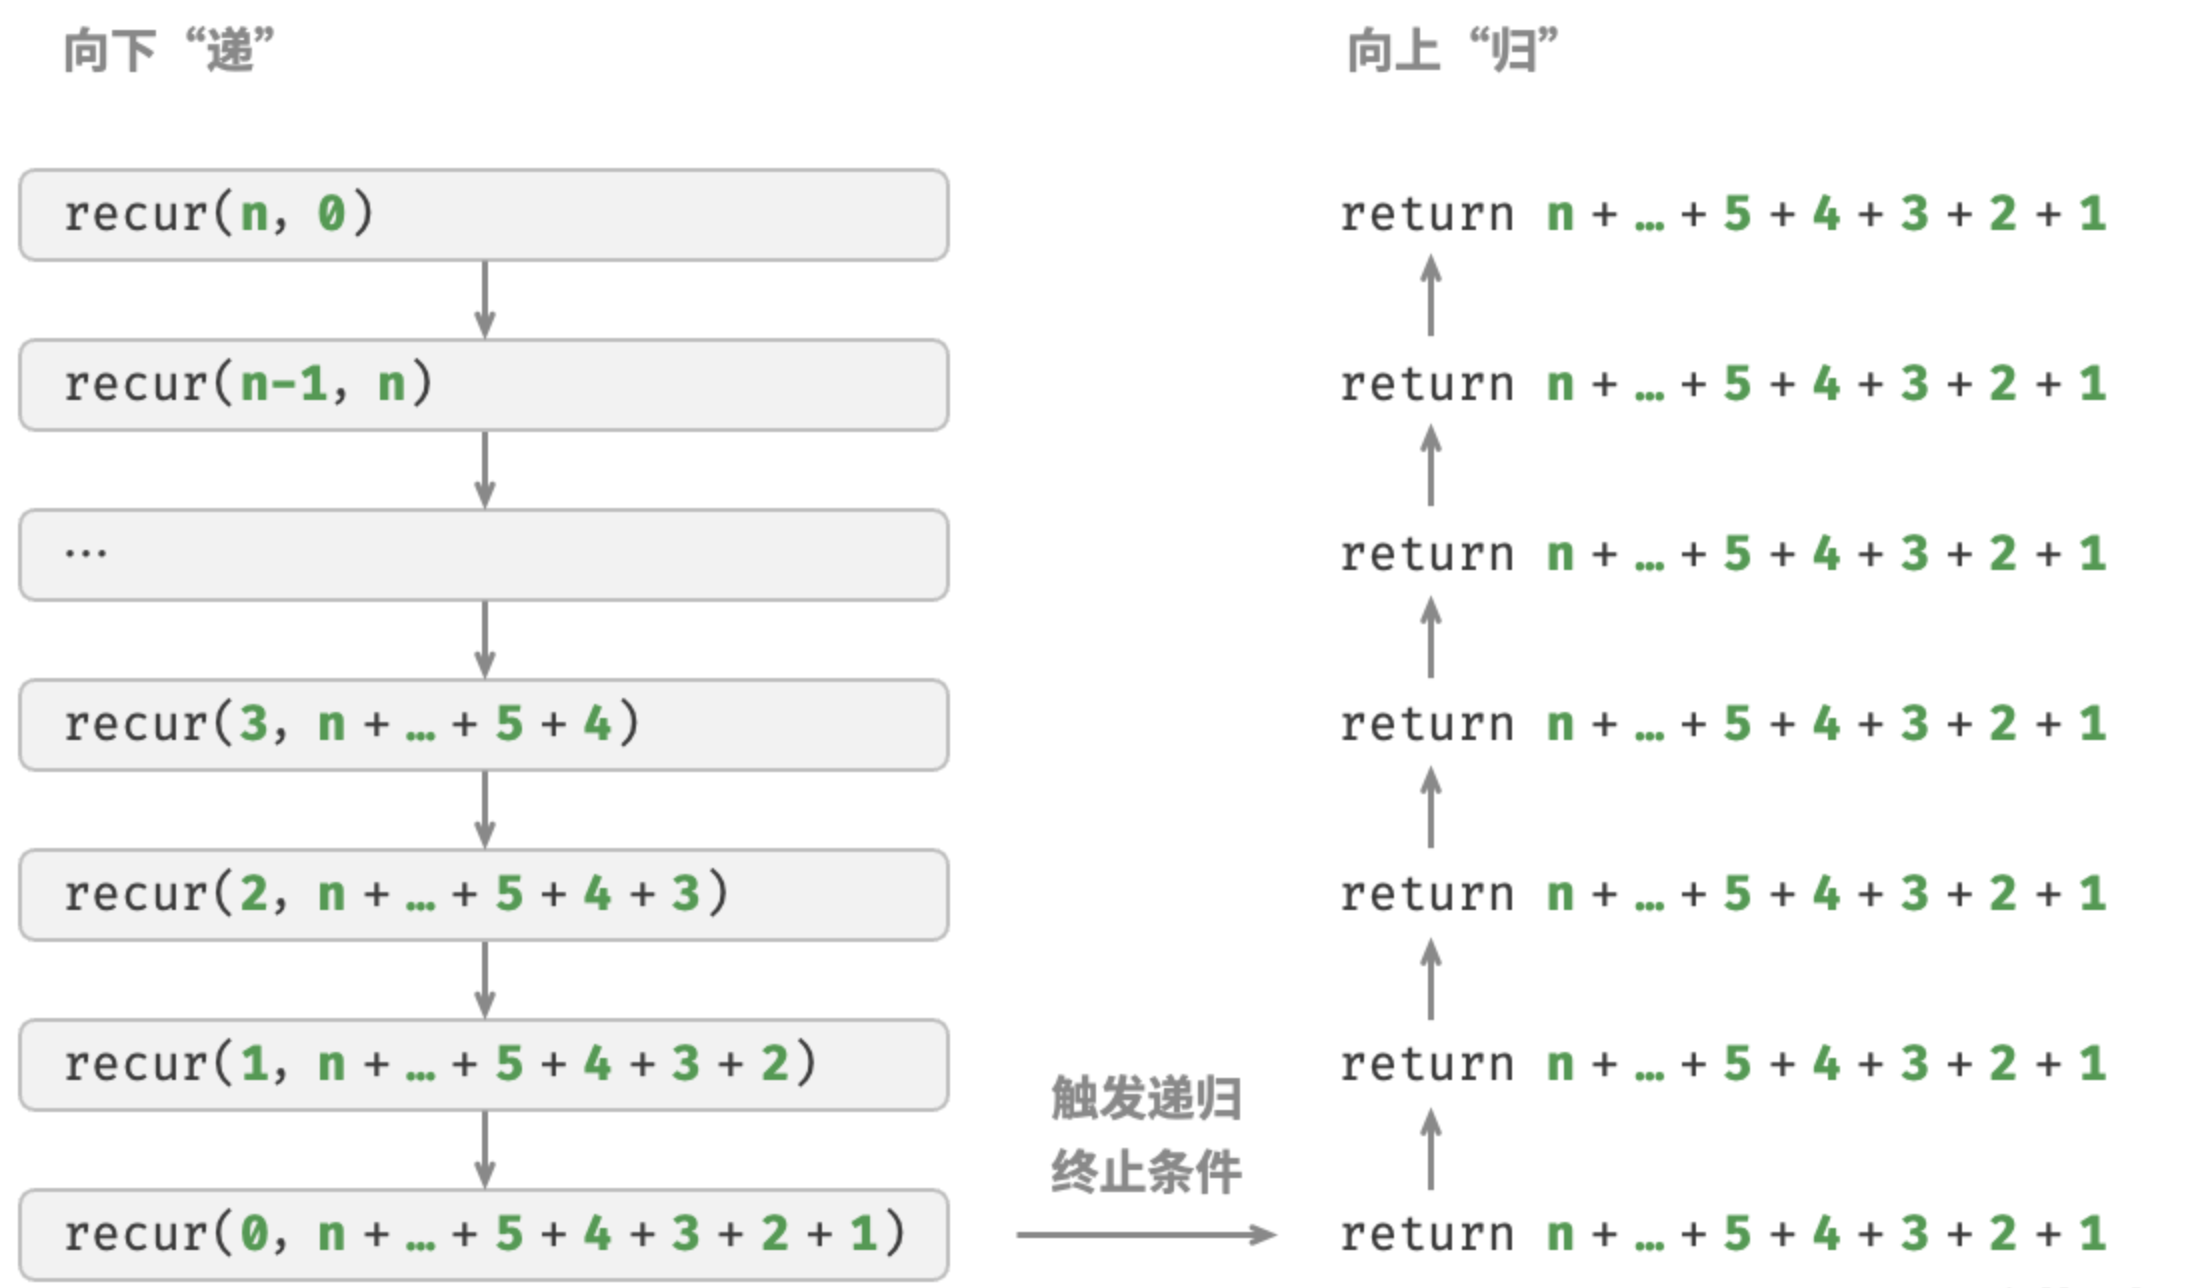 向下“递”
向上“归”
recur(n, 0)
return n + … + 5 + 4 + 3 + 2 + 1
recur(n-1, n)
return n + … + 5 + 4 + 3 + 2 + 1
…
return n + … + 5 + 4 + 3 + 2 + 1
recur(3, n + … + 5 + 4)
return n + … + 5 + 4 + 3 + 2 + 1
recur(2, n + … + 5 + 4 + 3)
return n + … + 5 + 4 + 3 + 2 + 1
recur(1, n + … + 5 + 4 + 3 + 2)
触发递归
终止条件
return n + … + 5 + 4 + 3 + 2 + 1
recur(0, n + … + 5 + 4 + 3 + 2 + 1)
return n + … + 5 + 4 + 3 + 2 + 1